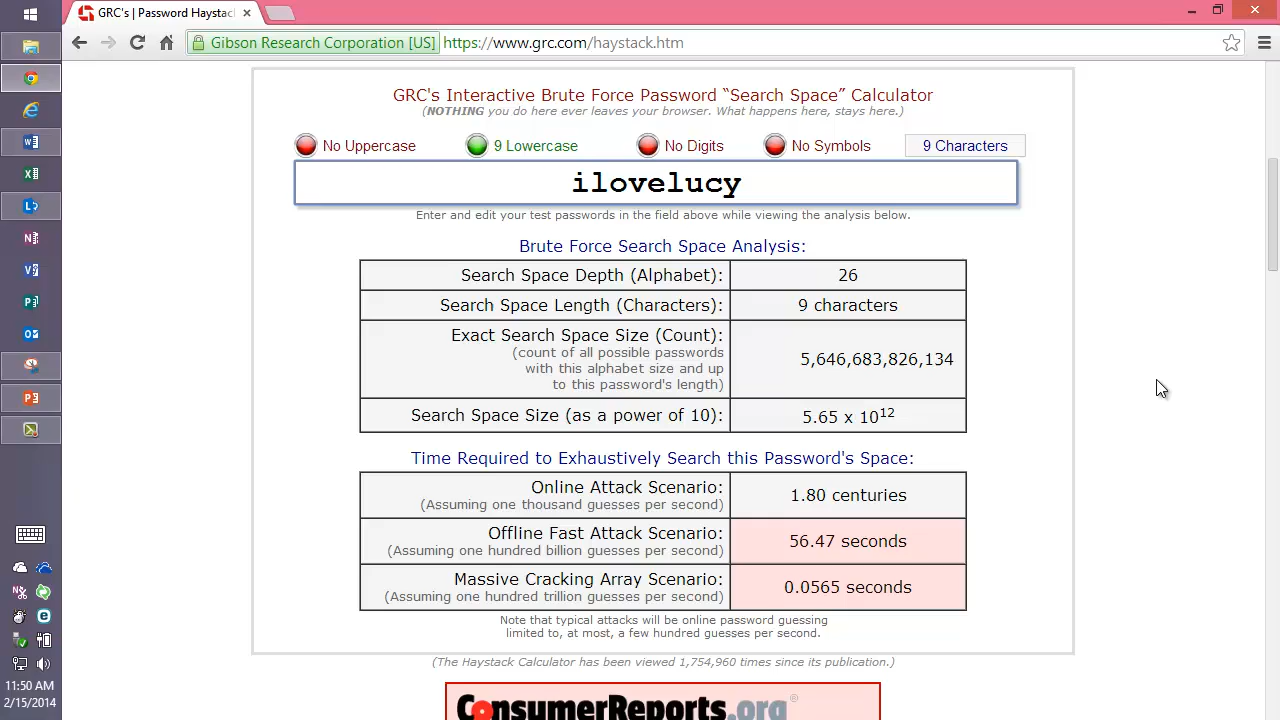 GRC's | Password Haystac
Gibson Research Corporation [US]
https://www.grc.com/haystack.htm
GRC's Interactive Brute Force Password “Search Space” Calculator
(NOTHING you do here ever leaves your browser. What happens here, stays here.)
No Uppercase
9 Lowercase
No Digits
No Symbols
9 Characters
ilovelucy
Enter and edit your test passwords in the field above while viewing the analysis below.
Brute Force Search Space Analysis:
Search Space Depth (Alphabet): 26
Search Space Length (Characters): 9 characters
Exact Search Space Size (Count):
(count of all possible passwords
with this alphabet size and up
to this password's length)
5,646,683,826,134
Search Space Size (as a power of 10): 5.65 x 10¹²
Time Required to Exhaustively Search this Password's Space:
Online Attack Scenario:
(Assuming one thousand guesses per second)
1.80 centuries
Offline Fast Attack Scenario:
(Assuming one hundred billion guesses per second)
56.47 seconds
Massive Cracking Array Scenario:
(Assuming one hundred trillion guesses per second)
0.0565 seconds
Note that typical attacks will be online password guessing
limited to, at most, a few hundred guesses per second.
(The Haystack Calculator has been viewed 1,754,960 times since its publication.)
ConsumerReports.org®
11:50 AM
2/15/2014